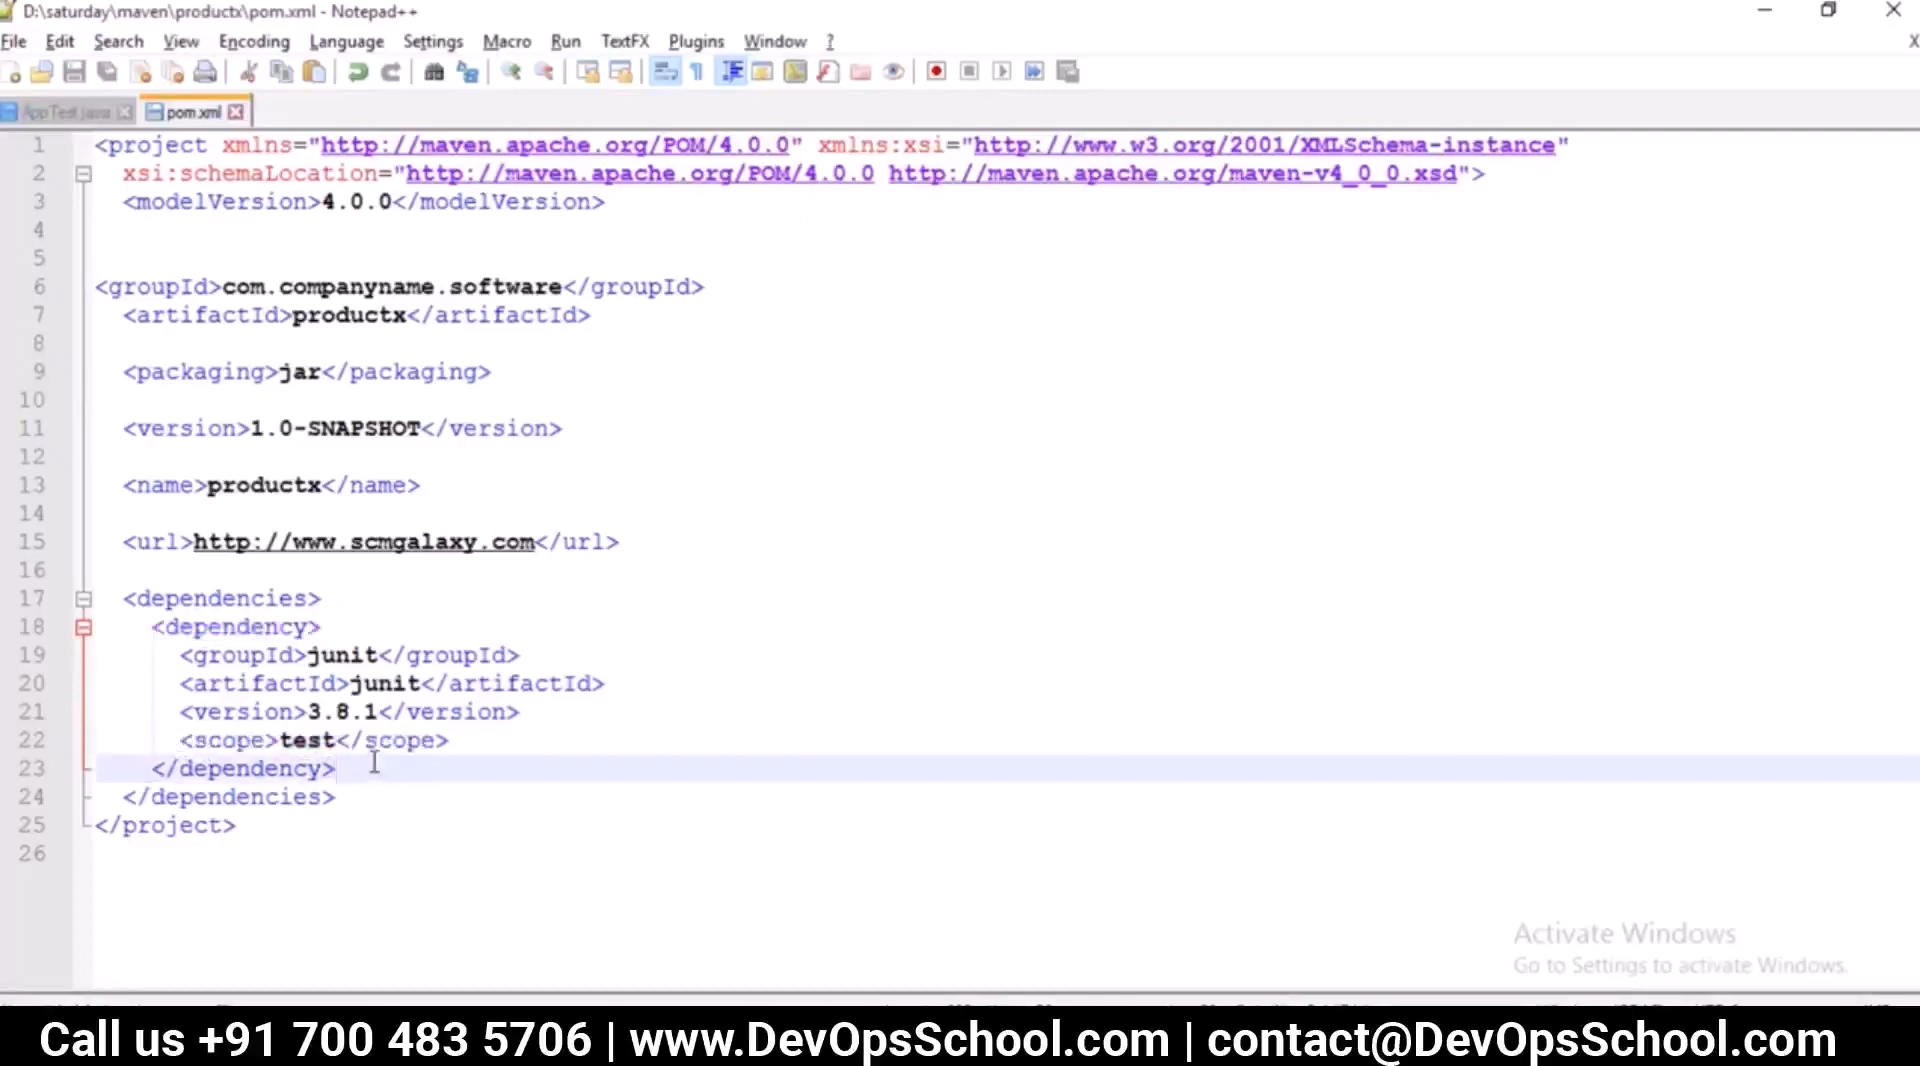 D:\saturday\maven\productx\pom.xml - Notepad++
File Edit Search View Encoding Language Settings Macro Run TextFX Plugins Window ? X
AppTest.java pom.xml
1 <project xmlns="http://maven.apache.org/POM/4.0.0" xmlns:xsi="http://www.w3.org/2001/XMLSchema-instance"
2 xsi:schemaLocation="http://maven.apache.org/POM/4.0.0 http://maven.apache.org/maven-v4_0_0.xsd">
3 <modelVersion>4.0.0</modelVersion>
4
5
6 <groupId>com.companyname.software</groupId>
7 <artifactId>productx</artifactId>
8
9 <packaging>jar</packaging>
10
11 <version>1.0-SNAPSHOT</version>
12
13 <name>productx</name>
14
15 <url>http://www.scmgalaxy.com</url>
16
17 <dependencies>
18 <dependency>
19 <groupId>junit</groupId>
20 <artifactId>junit</artifactId>
21 <version>3.8.1</version>
22 <scope>test</scope>
23 </dependency>
24 </dependencies>
25 </project>
26
Activate Windows
Go to Settings to activate Windows.
Call us +91 700 483 5706 | www.DevOpsSchool.com | contact@DevOpsSchool.com